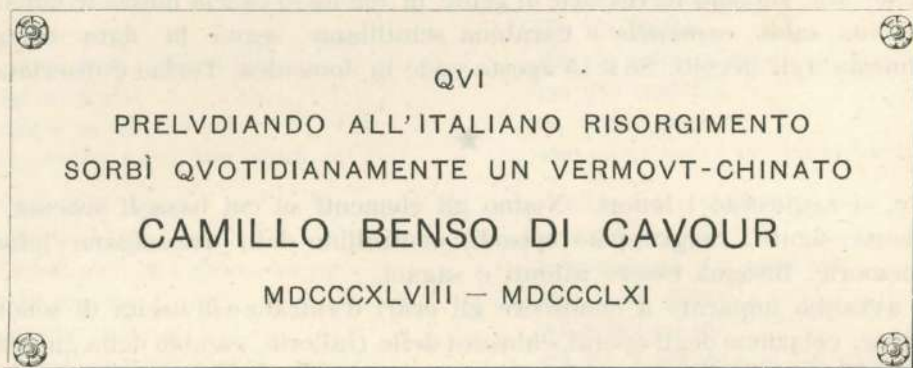 QVI
PRELVDIANDO ALL'ITALIANO RISORGIMENTO
SORBÌ QVOTIDIANAMENTE UN VERMOVT-CHINATO
CAMILLO BENSO DI CAVOUR
MDCCCXLVIII — MDCCCLXI